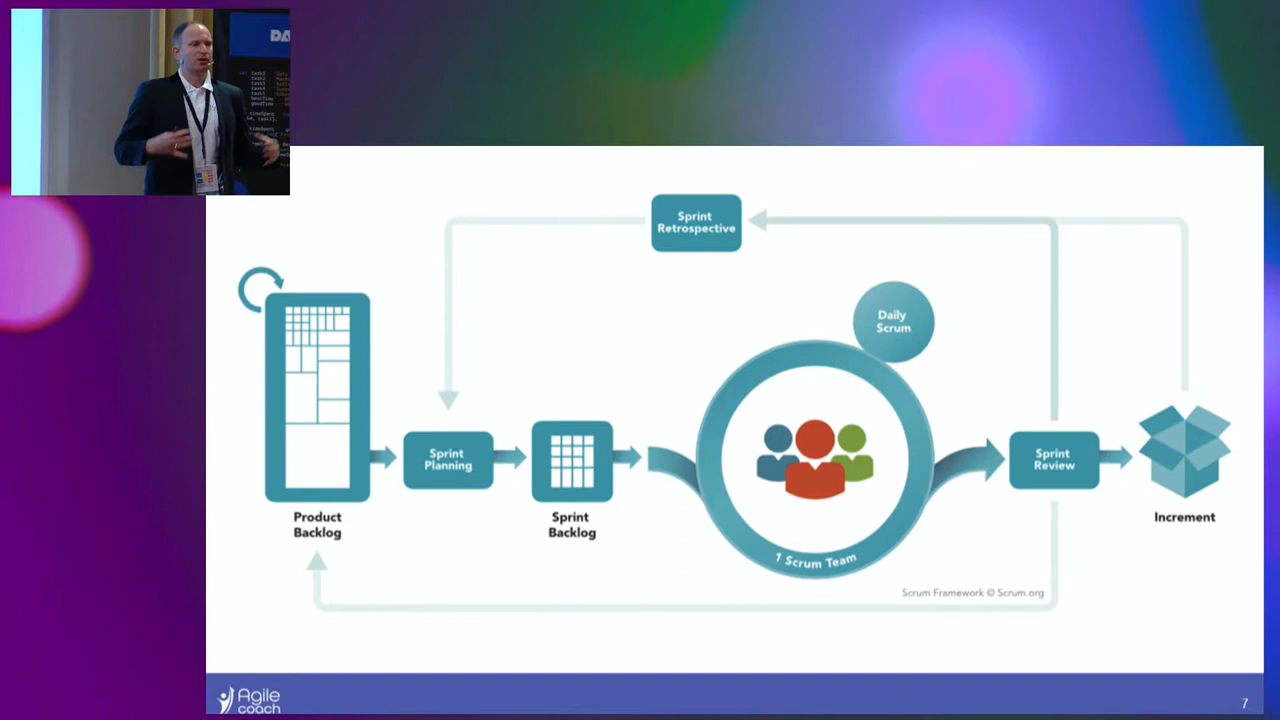 DA
Sprint
Retrospective
Daily
Scrum
Sprint
Planning
Sprint
Review
Product
Backlog
Sprint
Backlog
1 Scrum Team
Increment
Scrum Framework © Scrum.org
Agile
coach
7